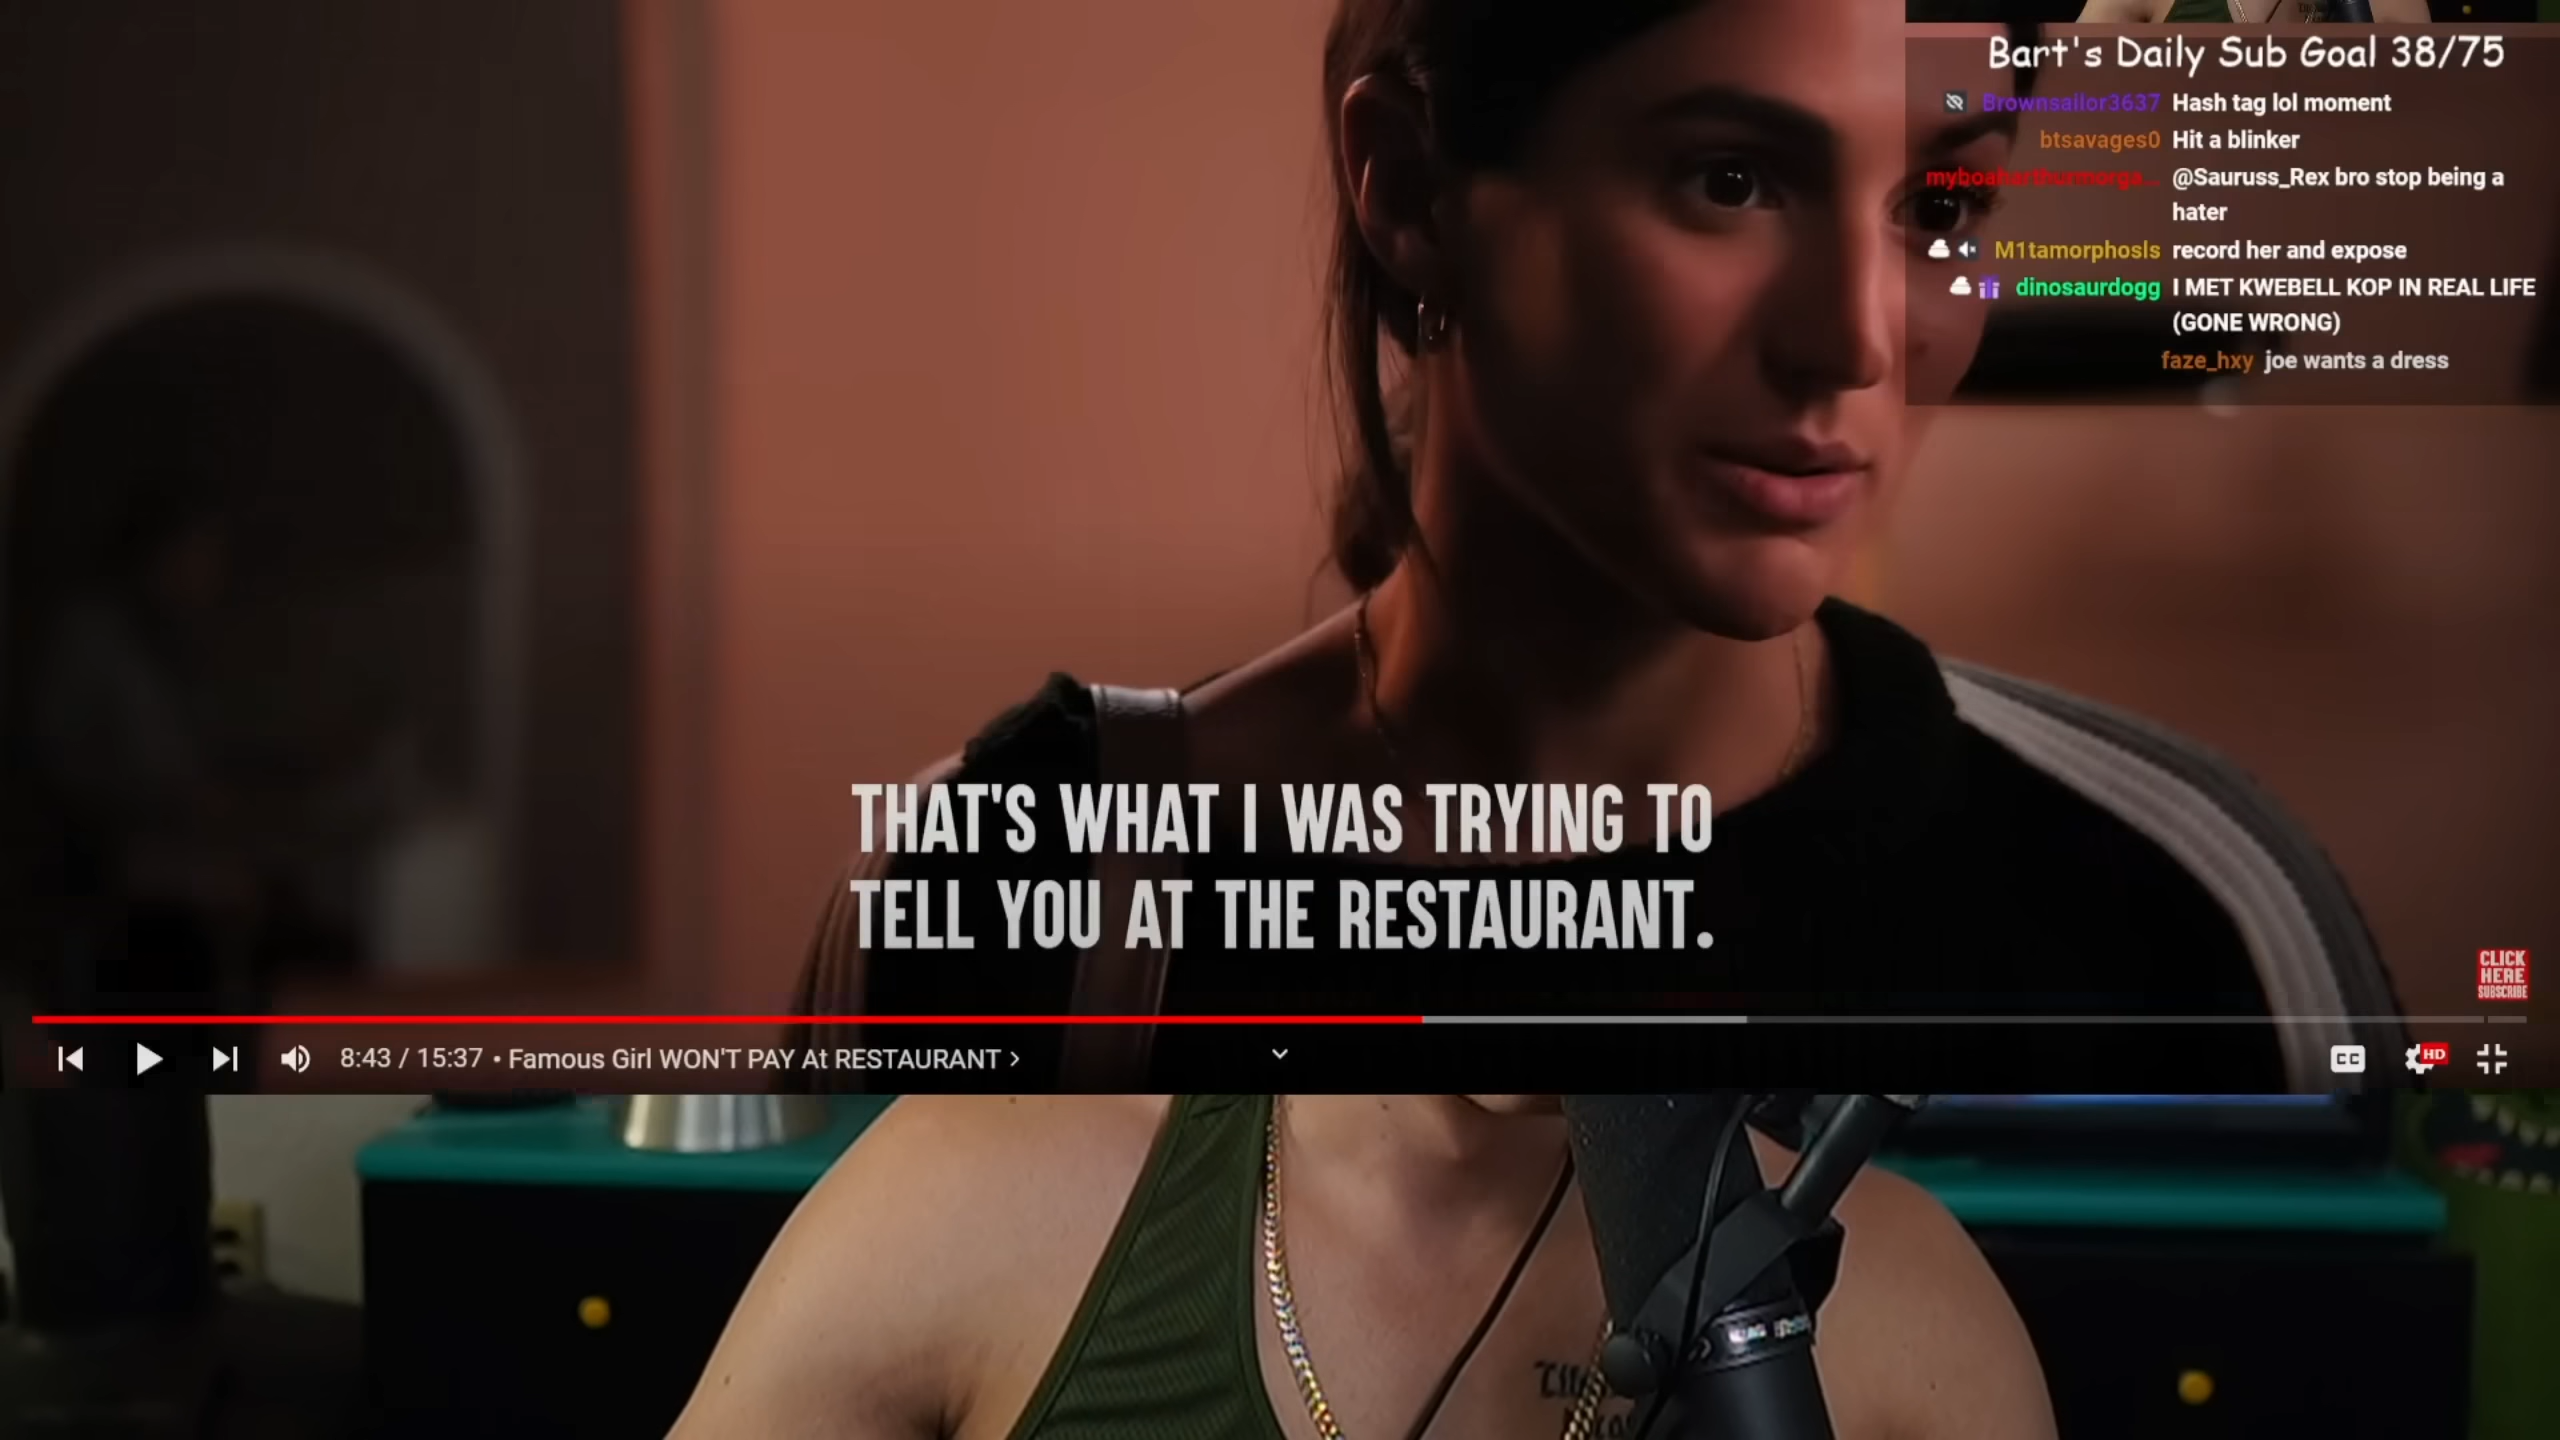 Bart's Daily Sub Goal 38/75
Brownsailor3637 Hash tag lol moment
btsavages0 Hit a blinker
myboaharthurmorga... @Sauruss_Rex bro stop being a
hater
M1tamorphosls record her and expose
dinosaurdogg I MET KWEBELL KOP IN REAL LIFE
(GONE WRONG)
faze_hxy joe wants a dress
THAT'S WHAT I WAS TRYING TO
TELL YOU AT THE RESTAURANT.
CLICK
HERE
SUBSCRIBE
8:43 / 15:37 • Famous Girl WON'T PAY At RESTAURANT >
CC
HD